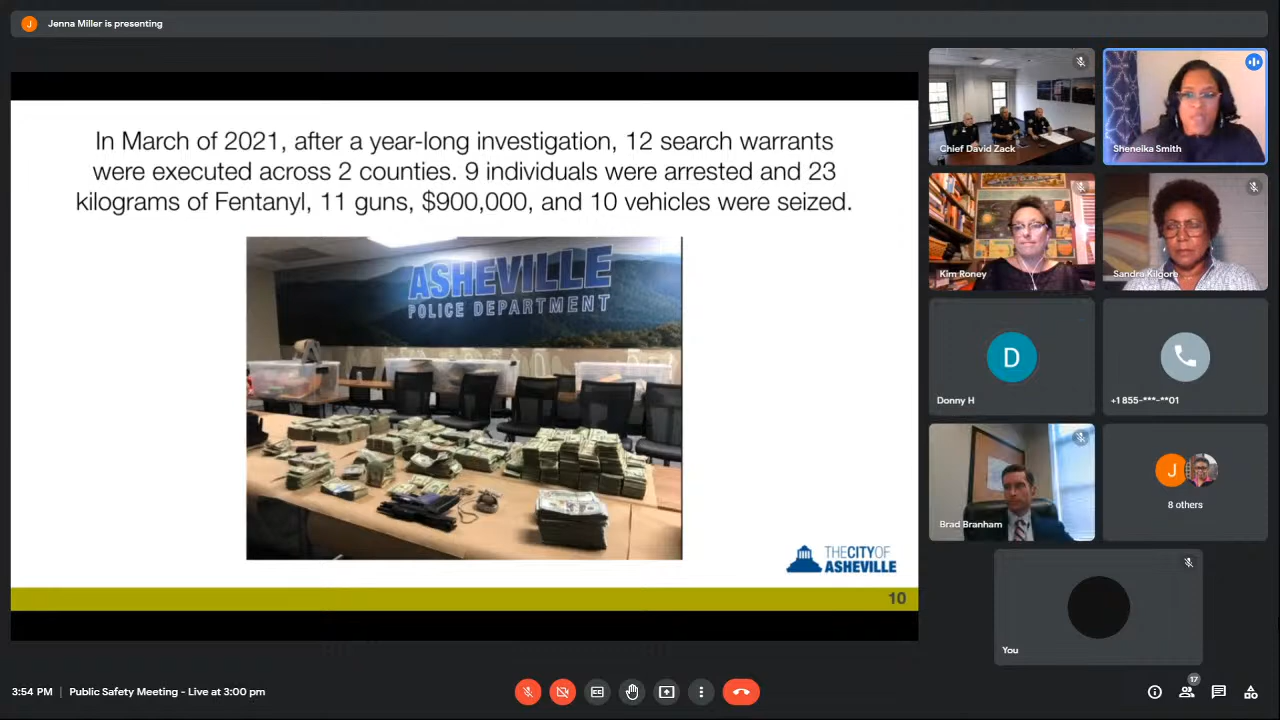 J
Jenna Miller is presenting
In March of 2021, after a year-long investigation, 12 search warrants
were executed across 2 counties. 9 individuals were arrested and 23
kilograms of Fentanyl, 11 guns, $900,000, and 10 vehicles were seized.
ASHEVILLE
POLICE DEPARTMENT
THE CITY OF
ASHEVILLE
10
Chief David Zack
Sheneika Smith
Kim Roney
Sandra Kilgore
D
Donny H
+1 855-***-**01
Brad Branham
J
8 others
You
3:54 PM | Public Safety Meeting - Live at 3:00 pm
CC
17